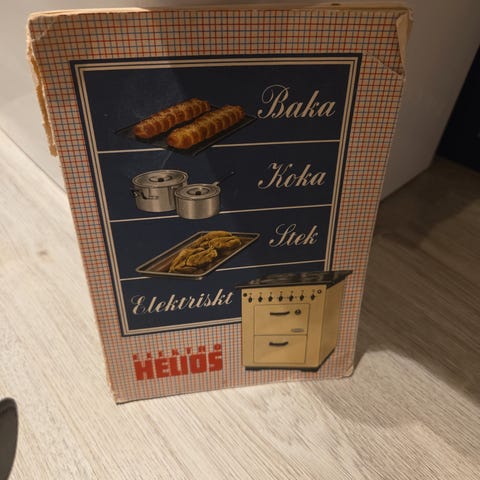 Baka
Koka
Stek
Elektriskt
ELEKTRO
HELIOS